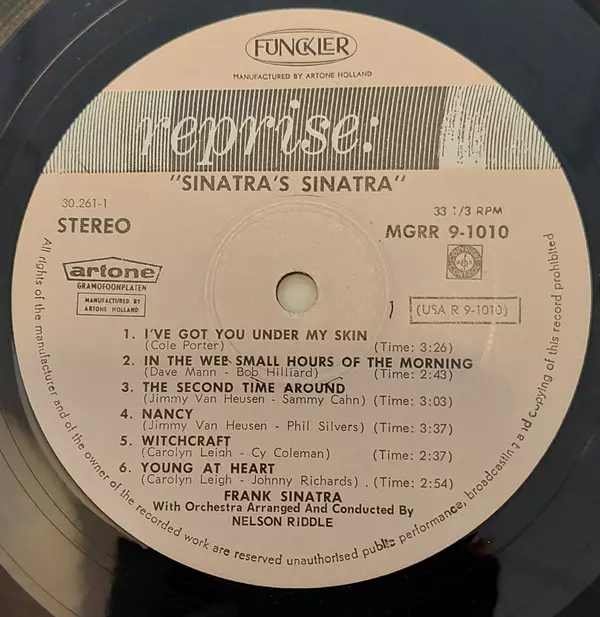 FUNCKLER
MANUFACTURED BY ARTONE HOLLAND
reprise:
"SINATRA'S SINATRA"
30.261-1
STEREO
33 1/3 RPM
MGRR 9-1010
artone
GRAMOFOONPLATEN
MANUFACTURED BY
ARTONE HOLLAND
(USA R 9-1010)
1. I'VE GOT YOU UNDER MY SKIN
(Cole Porter) (Time: 3:26)
2. IN THE WEE SMALL HOURS OF THE MORNING
(Dave Mann - Bob Hilliard) (Time: 2:43)
3. THE SECOND TIME AROUND
(Jimmy Van Heusen - Sammy Cahn) (Time: 3:03)
4. NANCY
(Jimmy Van Heusen - Phil Silvers) (Time: 3:37)
5. WITCHCRAFT
(Carolyn Leigh - Cy Coleman) (Time: 2:37)
6. YOUNG AT HEART
(Carolyn Leigh - Johnny Richards) . (Time: 2:54)
FRANK SINATRA
With Orchestra Arranged And Conducted By
NELSON RIDDLE
All rights of the manufacturer and of the owner of the recorded work are reserved unauthorised public performance, broadcasting and copying of this record prohibited